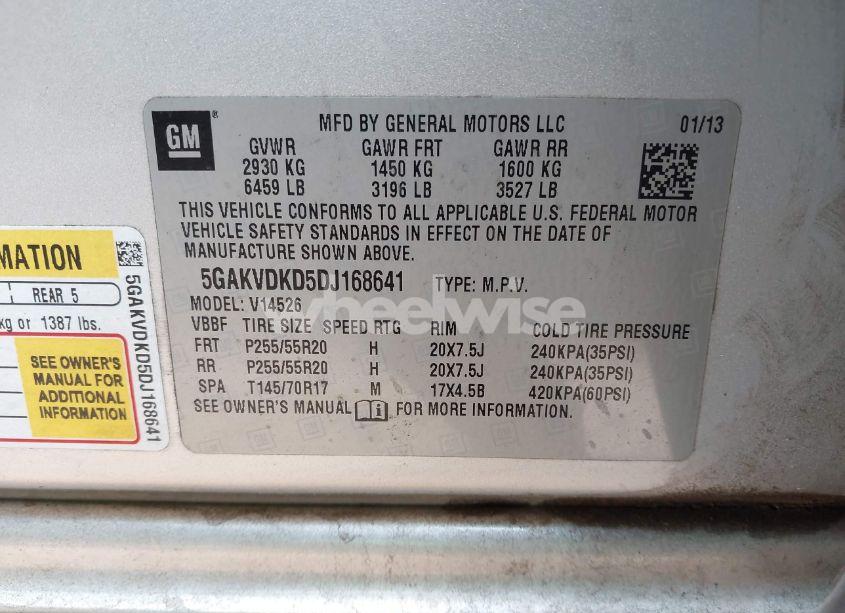 GM
MFD BY GENERAL MOTORS LLC 01/13
GVWR GAWR FRT GAWR RR
2930 KG 1450 KG 1600 KG
6459 LB 3196 LB 3527 LB
THIS VEHICLE CONFORMS TO ALL APPLICABLE U.S. FEDERAL MOTOR
VEHICLE SAFETY STANDARDS IN EFFECT ON THE DATE OF
MANUFACTURE SHOWN ABOVE.
5GAKVDKD5DJ168641 TYPE: M.P.V.
MODEL: V14526
VBBF TIRE SIZE SPEED RTG RIM COLD TIRE PRESSURE
FRT P255/55R20 H 20X7.5J 240KPA(35PSI)
RR P255/55R20 H 20X7.5J 240KPA(35PSI)
SPA T145/70R17 M 17X4.5B 420KPA(60PSI)
SEE OWNER'S MANUAL FOR MORE INFORMATION.
MATION
REAR 5
kg or 1387 lbs.
SEE OWNER'S
MANUAL FOR
ADDITIONAL
INFORMATION
5GAKVDKD5DJ168641
wheelwise